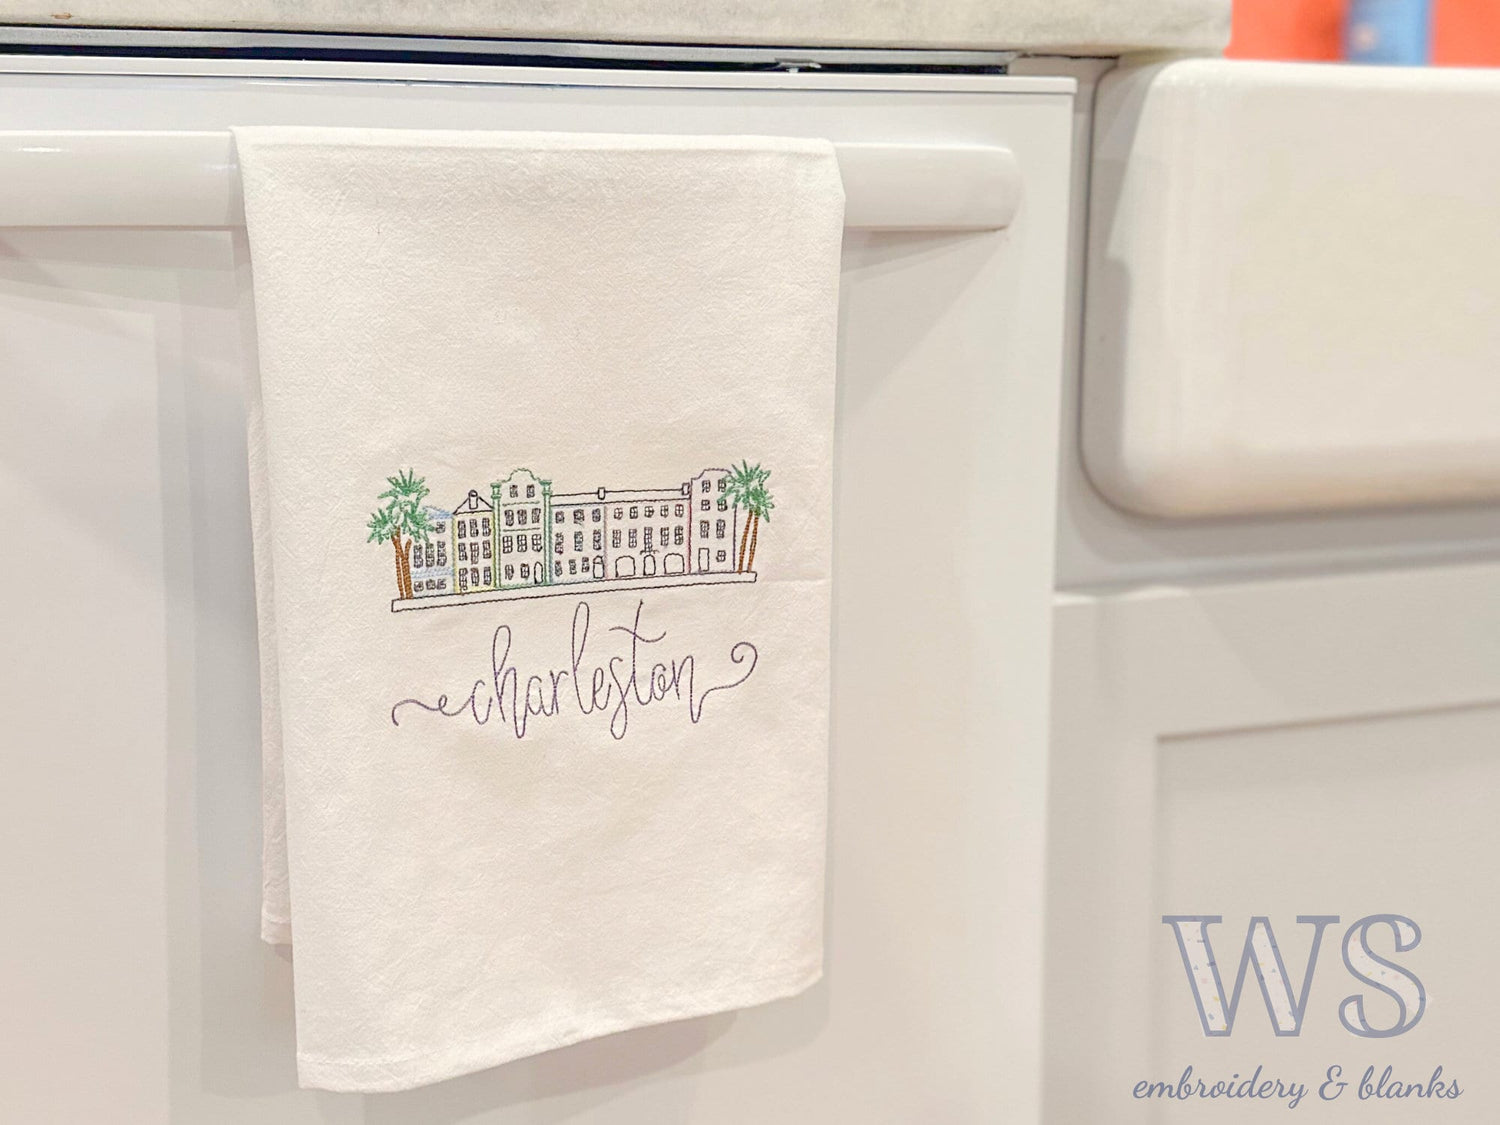 charleston
WS
embroidery & blanks